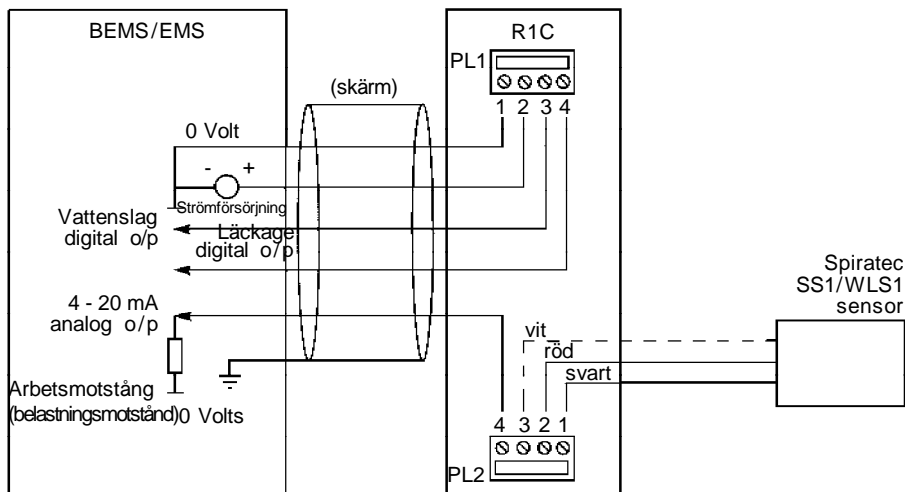 BEMS/EMS
R1C
PL1
(skärm)
1 2 3 4
0 Volt
- +
Strömförsörjning
Vattenslag
digital o/p
Läckage
digital o/p
Spiratec
SS1/WLS1
sensor
4 - 20 mA
analog o/p
vit
röd
svart
Arbetsmotstång
(belastningsmotstånd)
0 Volts
4 3 2 1
PL2